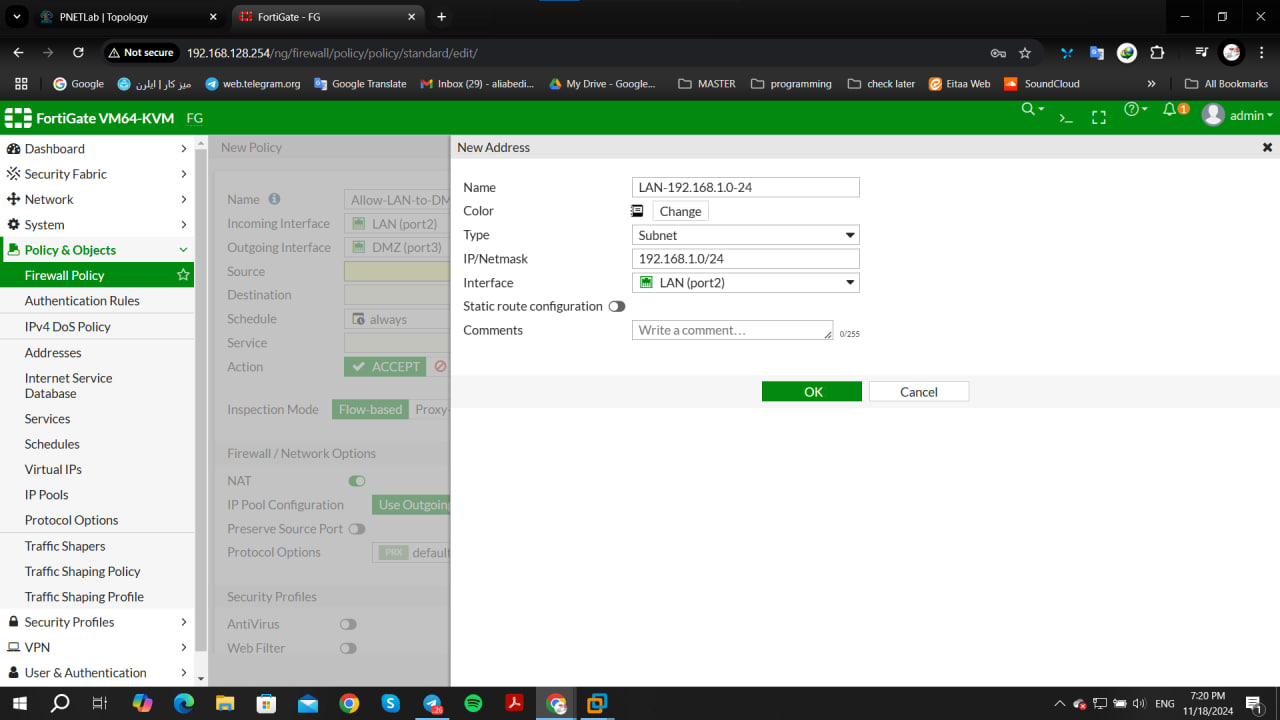 PNETLab | Topology
FortiGate - FG
Not secure
192.168.128.254/ng/firewall/policy/policy/standard/edit/
Google
میز کار | ایلرن
web.telegram.org
Google Translate
Inbox (29) - aliabedi...
My Drive - Google...
MASTER
programming
check later
Eitaa Web
SoundCloud
All Bookmarks
FortiGate VM64-KVM FG
1
admin
Dashboard
Security Fabric
Network
System
Policy & Objects
Firewall Policy
Authentication Rules
IPv4 DoS Policy
Addresses
Internet Service
Database
Services
Schedules
Virtual IPs
IP Pools
Protocol Options
Traffic Shapers
Traffic Shaping Policy
Traffic Shaping Profile
Security Profiles
VPN
User & Authentication
New Policy
Name Allow-LAN-to-DM
Incoming Interface LAN (port2)
Outgoing Interface DMZ (port3)
Source
Destination
Schedule always
Service
Action ACCEPT
Inspection Mode Flow-based Proxy-
Firewall / Network Options
NAT
IP Pool Configuration Use Outgoing
Preserve Source Port
Protocol Options PRX default
Security Profiles
AntiVirus
Web Filter
New Address
Name LAN-192.168.1.0-24
Color Change
Type Subnet
IP/Netmask 192.168.1.0/24
Interface LAN (port2)
Static route configuration
Comments Write a comment... 0/255
OK Cancel
26
ENG
7:20 PM
11/18/2024
1